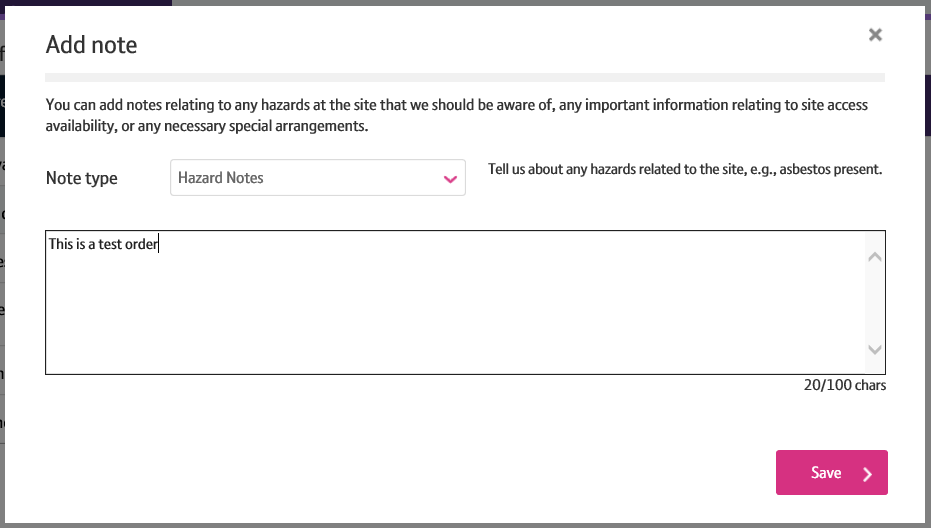 Add note
You can add notes relating to any hazards at the site that we should be aware of, any important information relating to site access
availability, or any necessary special arrangements.
Note type
Hazard Notes
Tell us about any hazards related to the site, e.g., asbestos present.
This is a test order
20/100 chars
Save